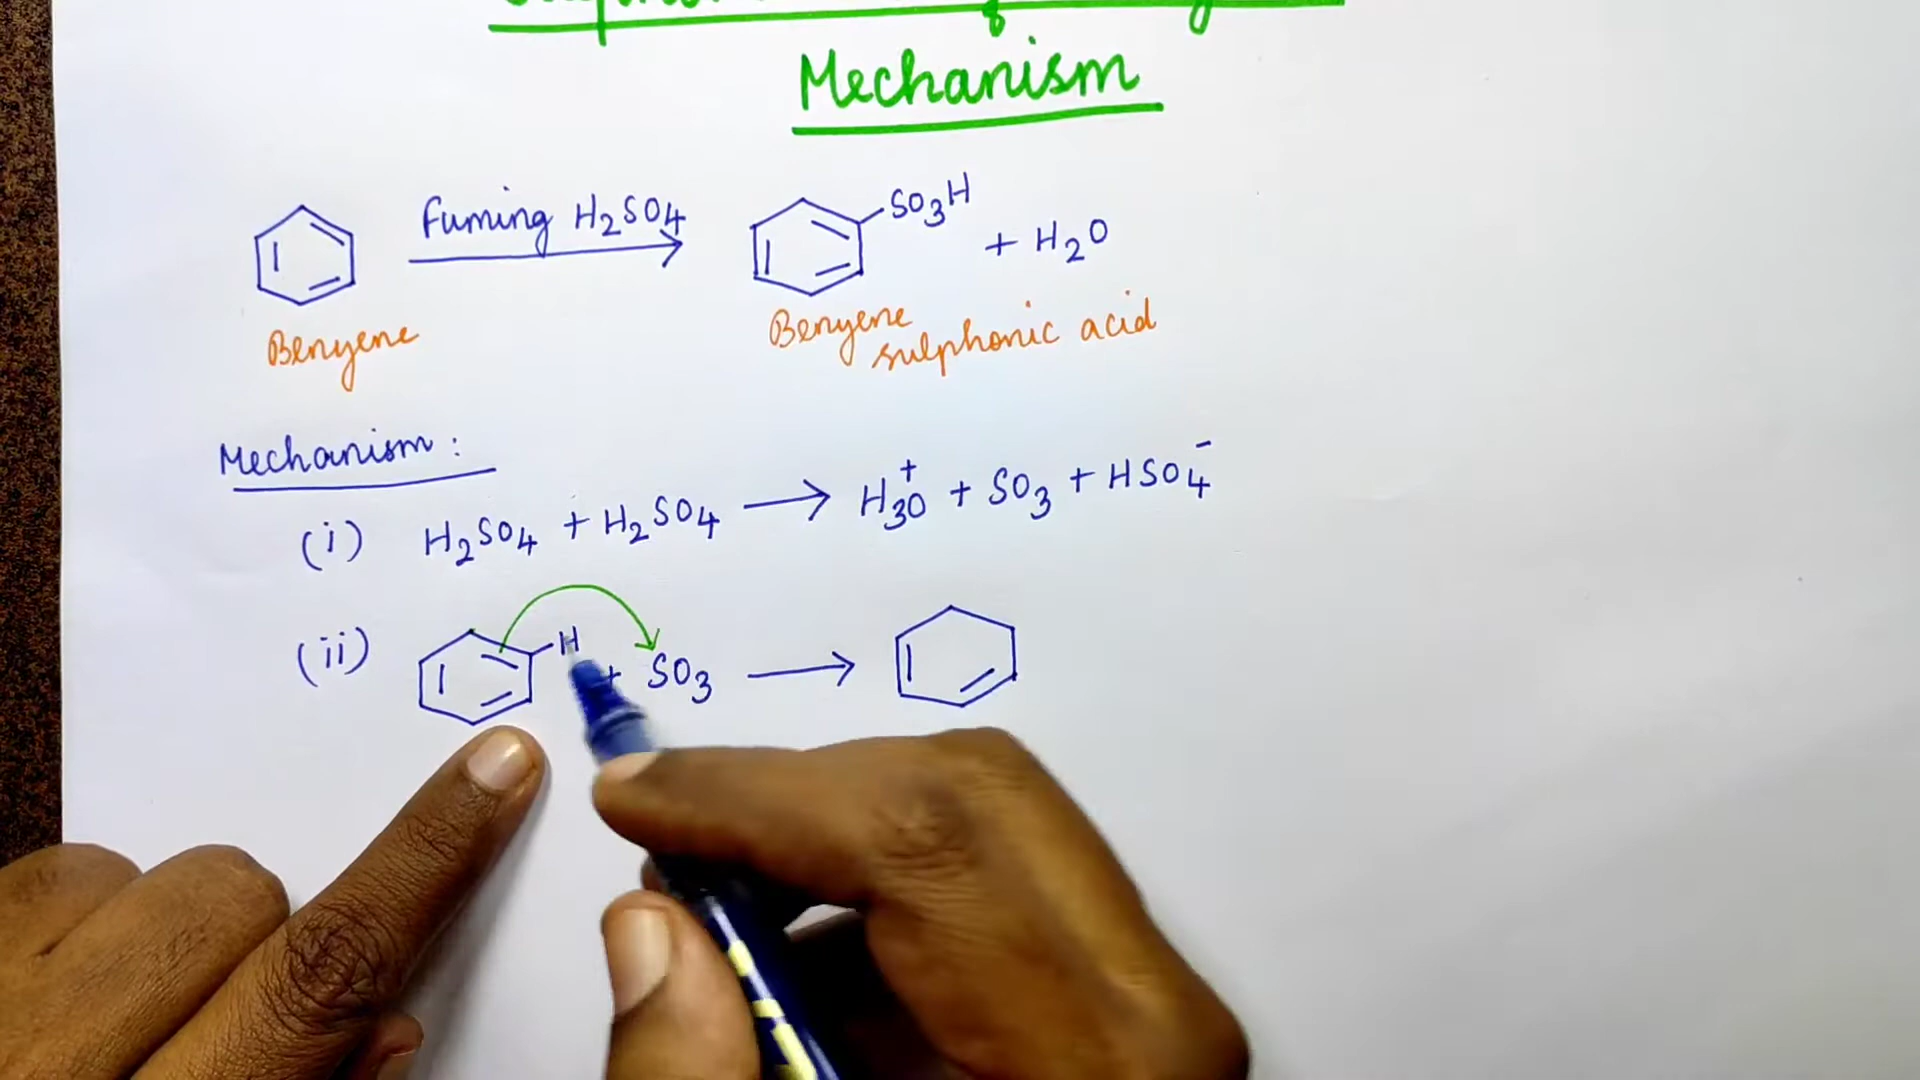 Mechanism
Fuming H2SO4
SO3H
+ H2O
Benzene
Benzene sulphonic acid
Mechanism :
(i) H2SO4 + H2SO4 → H3O+ + SO3 + HSO4-
(ii) H + SO3 →